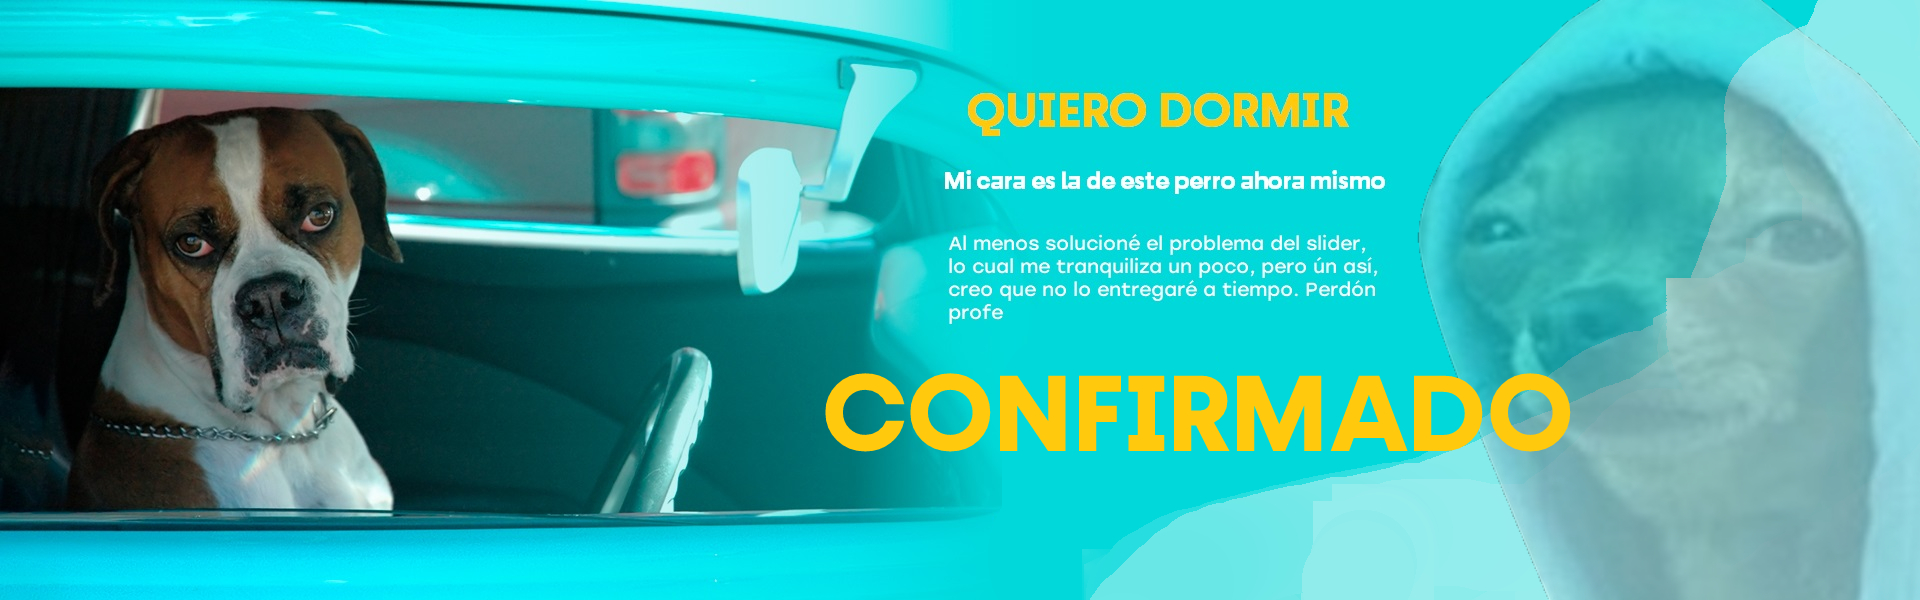 QUIERO DORMIR
Mi cara es la de este perro ahora mismo
Al menos solucioné el problema del slider,
lo cual me tranquiliza un poco, pero ún así,
creo que no lo entregaré a tiempo. Perdón
profe
CONFIRMADO